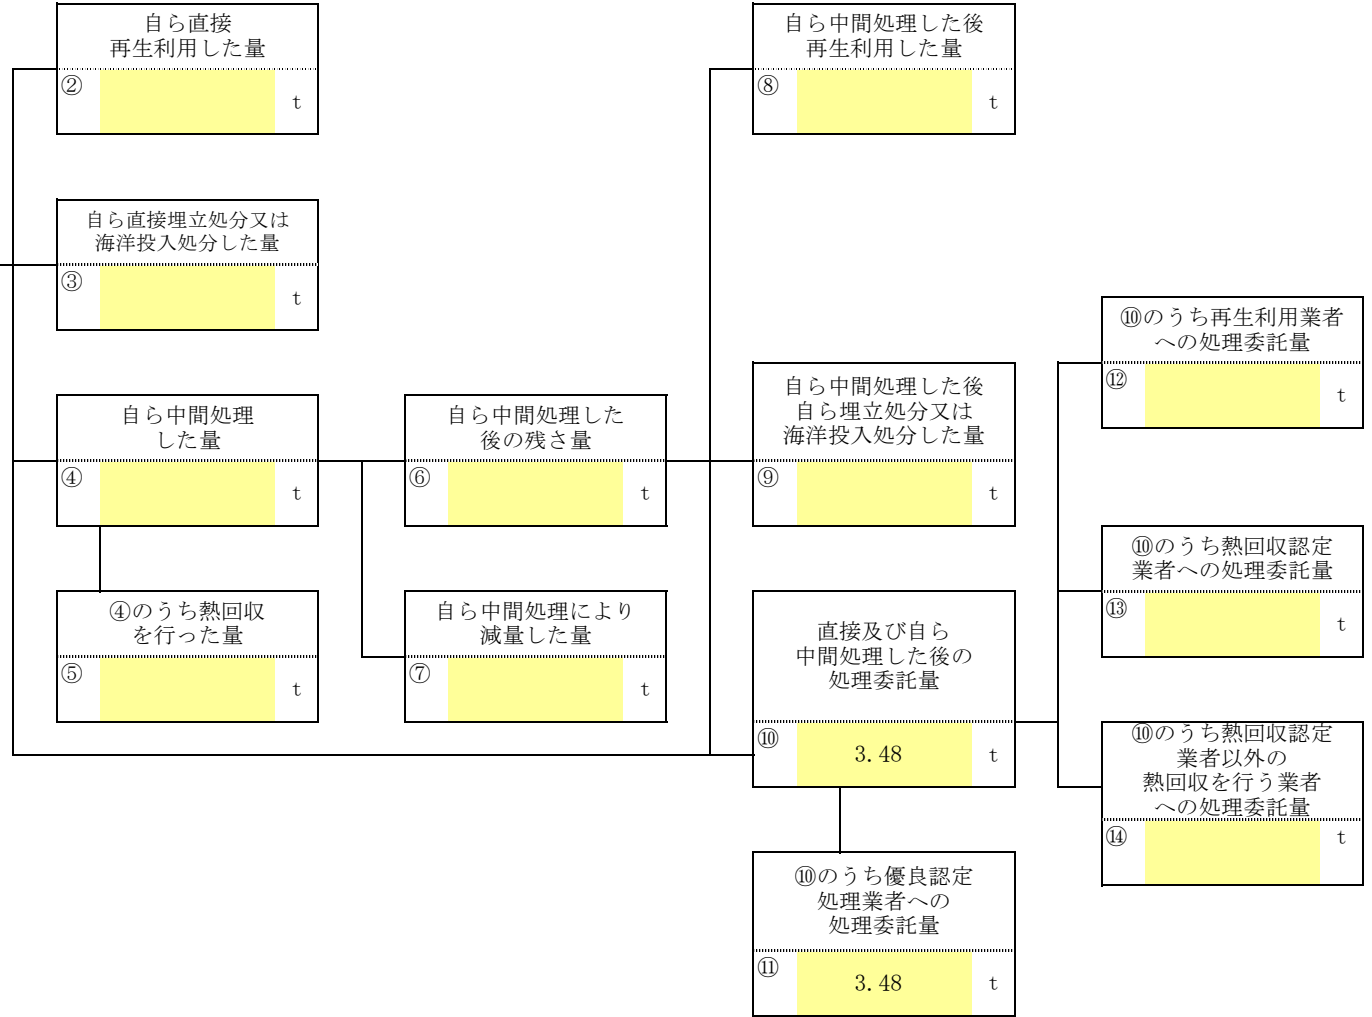 自ら直接
再生利用した量
②
t
自ら中間処理した後
再生利用した量
⑧
t
自ら直接埋立処分又は
海洋投入処分した量
③
t
⑩のうち再生利用業者
への処理委託量
⑫
t
自ら中間処理
した量
④
t
自ら中間処理した
後の残さ量
⑥
t
自ら中間処理した後
自ら埋立処分又は
海洋投入処分した量
⑨
t
⑩のうち熱回収認定
業者への処理委託量
⑬
t
④のうち熱回収
を行った量
⑤
t
自ら中間処理により
減量した量
⑦
t
直接及び自ら
中間処理した後の
処理委託量
⑩
3.48
t
⑩のうち熱回収認定
業者以外の
熱回収を行う業者
への処理委託量
⑭
t
⑩のうち優良認定
処理業者への
処理委託量
⑪
3.48
t